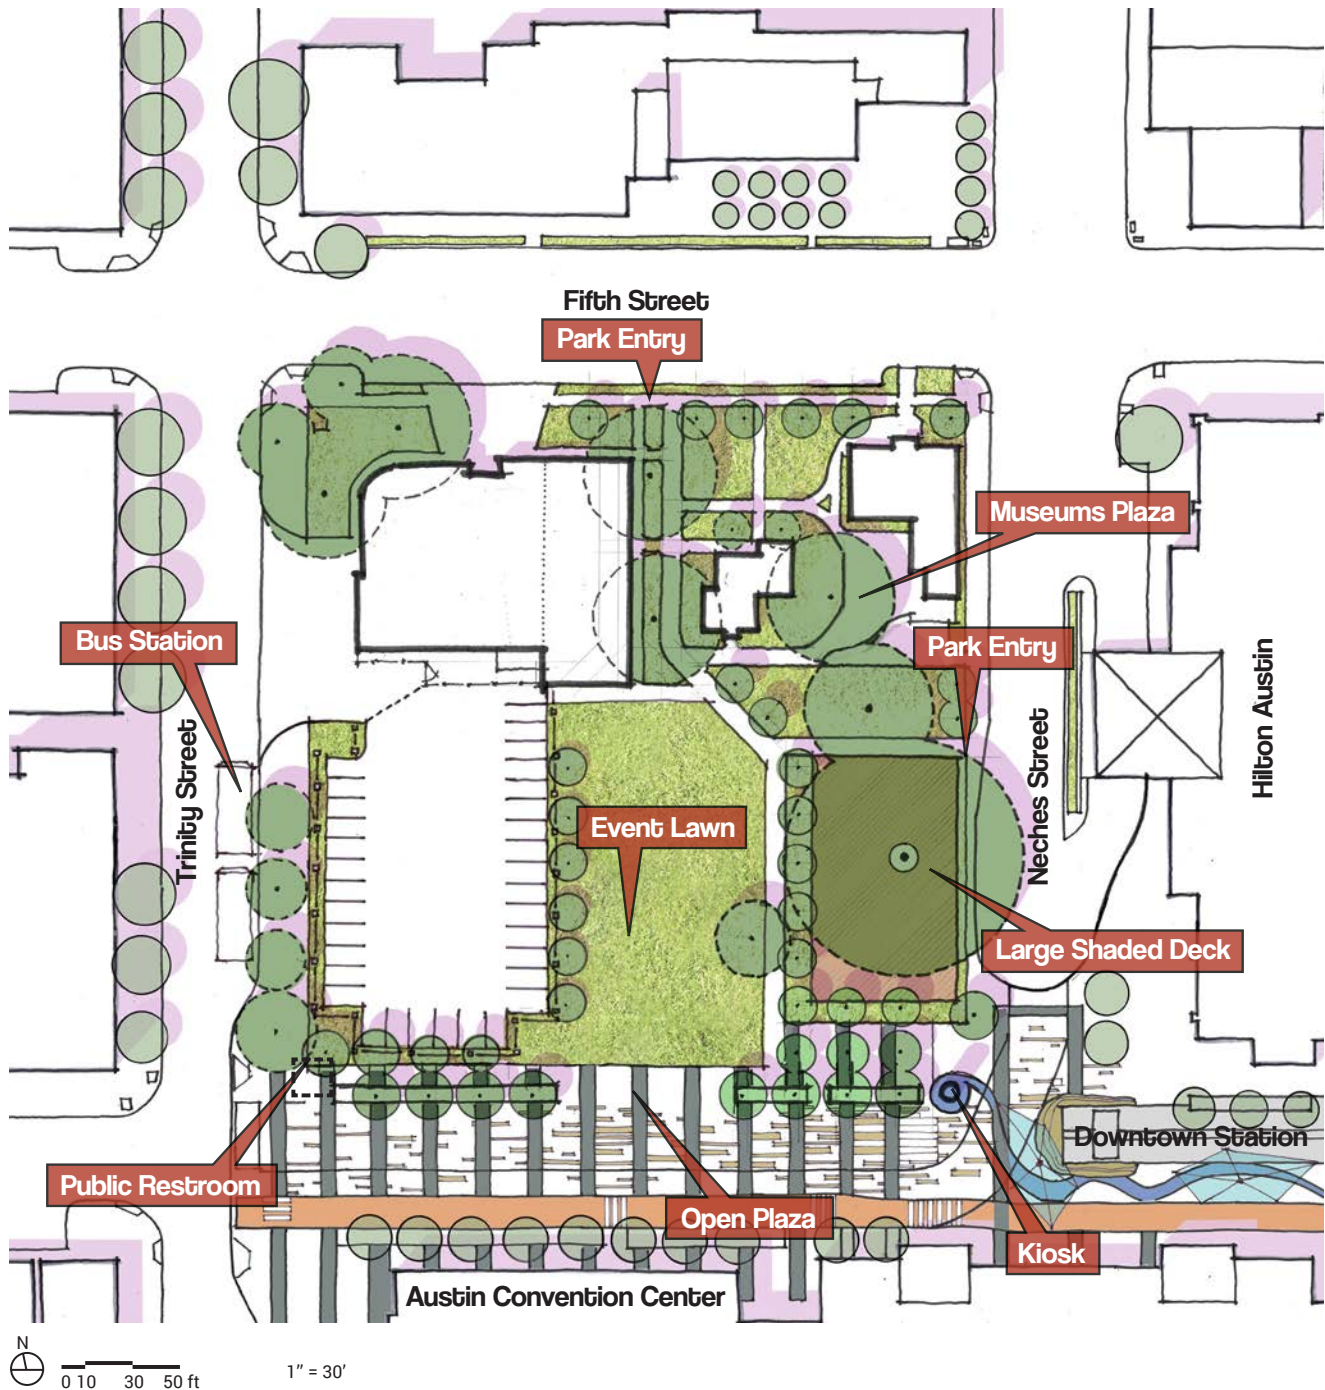 Fifth Street
Park Entry
Museums Plaza
Bus Station
Park Entry
Trinity Street
Neches Street
Hilton Austin
Event Lawn
Large Shaded Deck
Downtown Station
Public Restroom
Open Plaza
Kiosk
Austin Convention Center
N
0 10 30 50 ft
1” = 30’